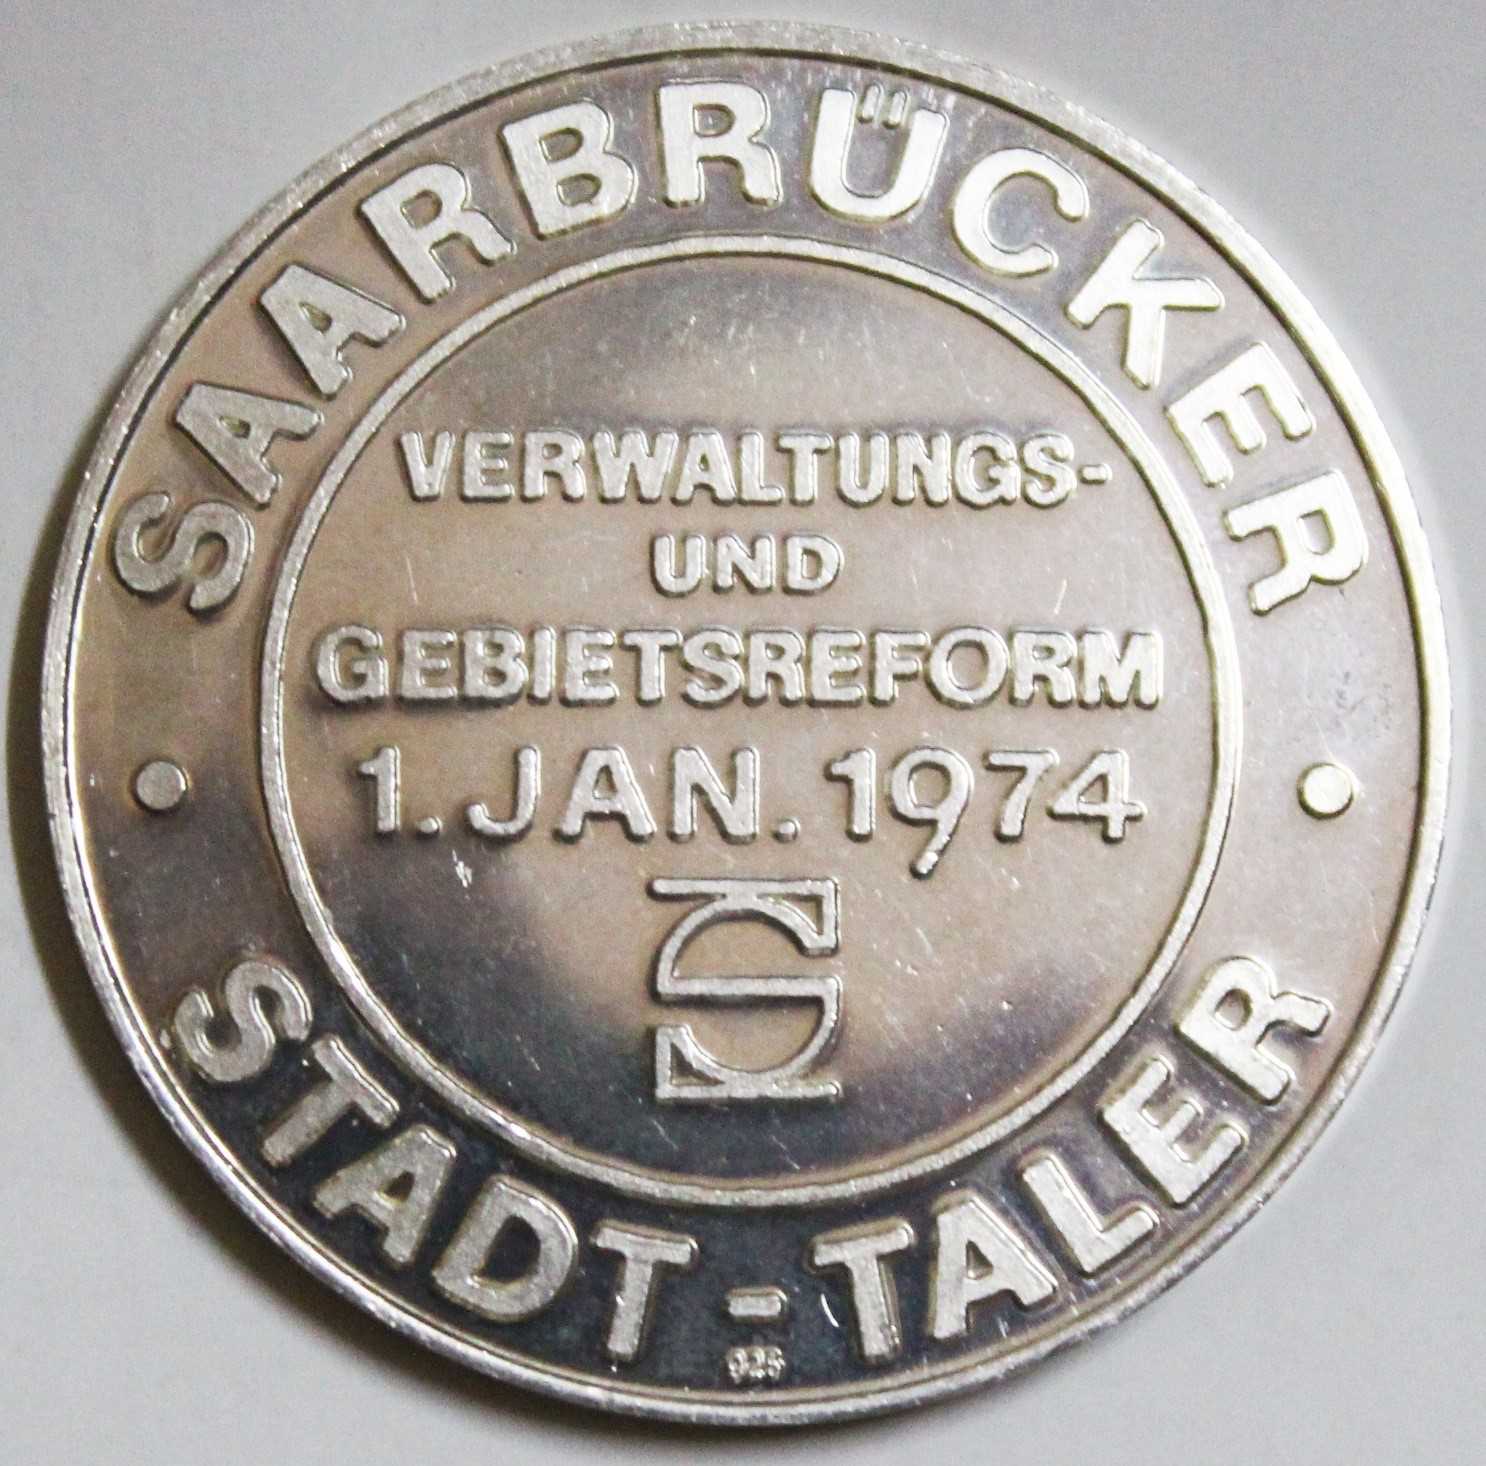 SAARBRÜCKER
VERWALTUNGS-
UND
GEBIETSREFORM
1. JAN. 1974
S
STADT-TALER
925